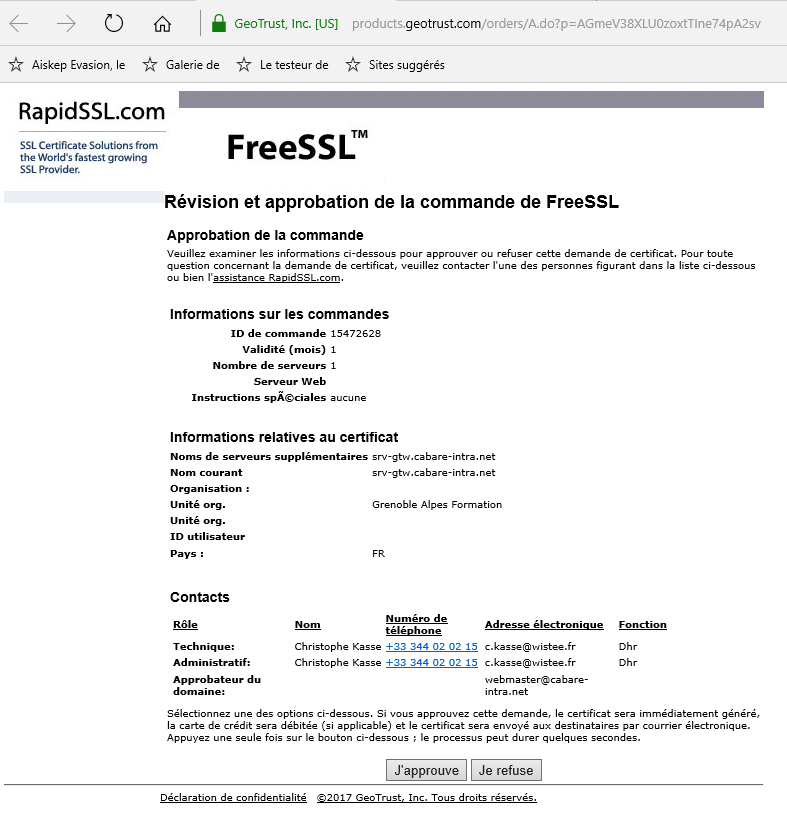 GeoTrust, Inc. [US] products.geotrust.com/orders/A.do?p=AGmeV38XLU0zoxtTIne74pA2sv
Aiskep Evasion, le Galerie de Le testeur de Sites suggérés
RapidSSL.com
SSL Certificate Solutions from
the World's fastest growing
SSL Provider.
FreeSSL™
Révision et approbation de la commande de FreeSSL
Approbation de la commande
Veuillez examiner les informations ci-dessous pour approuver ou refuser cette demande de certificat. Pour toute
question concernant la demande de certificat, veuillez contacter l'une des personnes figurant dans la liste ci-dessous
ou bien l'assistance RapidSSL.com.
Informations sur les commandes
ID de commande 15472628
Validité (mois) 1
Nombre de serveurs 1
Serveur Web
Instructions spÃ©ciales aucune
Informations relatives au certificat
Noms de serveurs supplémentaires srv-gtw.cabare-intra.net
Nom courant srv-gtw.cabare-intra.net
Organisation :
Unité org. Grenoble Alpes Formation
Unité org.
ID utilisateur
Pays : FR
Contacts
Rôle Nom Numéro de téléphone Adresse électronique Fonction
Technique: Christophe Kasse +33 344 02 02 15 c.kasse@wistee.fr Dhr
Administratif: Christophe Kasse +33 344 02 02 15 c.kasse@wistee.fr Dhr
Approbateur du domaine: webmaster@cabare-intra.net
Sélectionnez une des options ci-dessous. Si vous approuvez cette demande, le certificat sera immédiatement généré,
la carte de crédit sera débitée (si applicable) et le certificat sera envoyé aux destinataires par courrier électronique.
Appuyez une seule fois sur le bouton ci-dessous ; le processus peut durer quelques secondes.
J'approuve Je refuse
Déclaration de confidentialité ©2017 GeoTrust, Inc. Tous droits réservés.